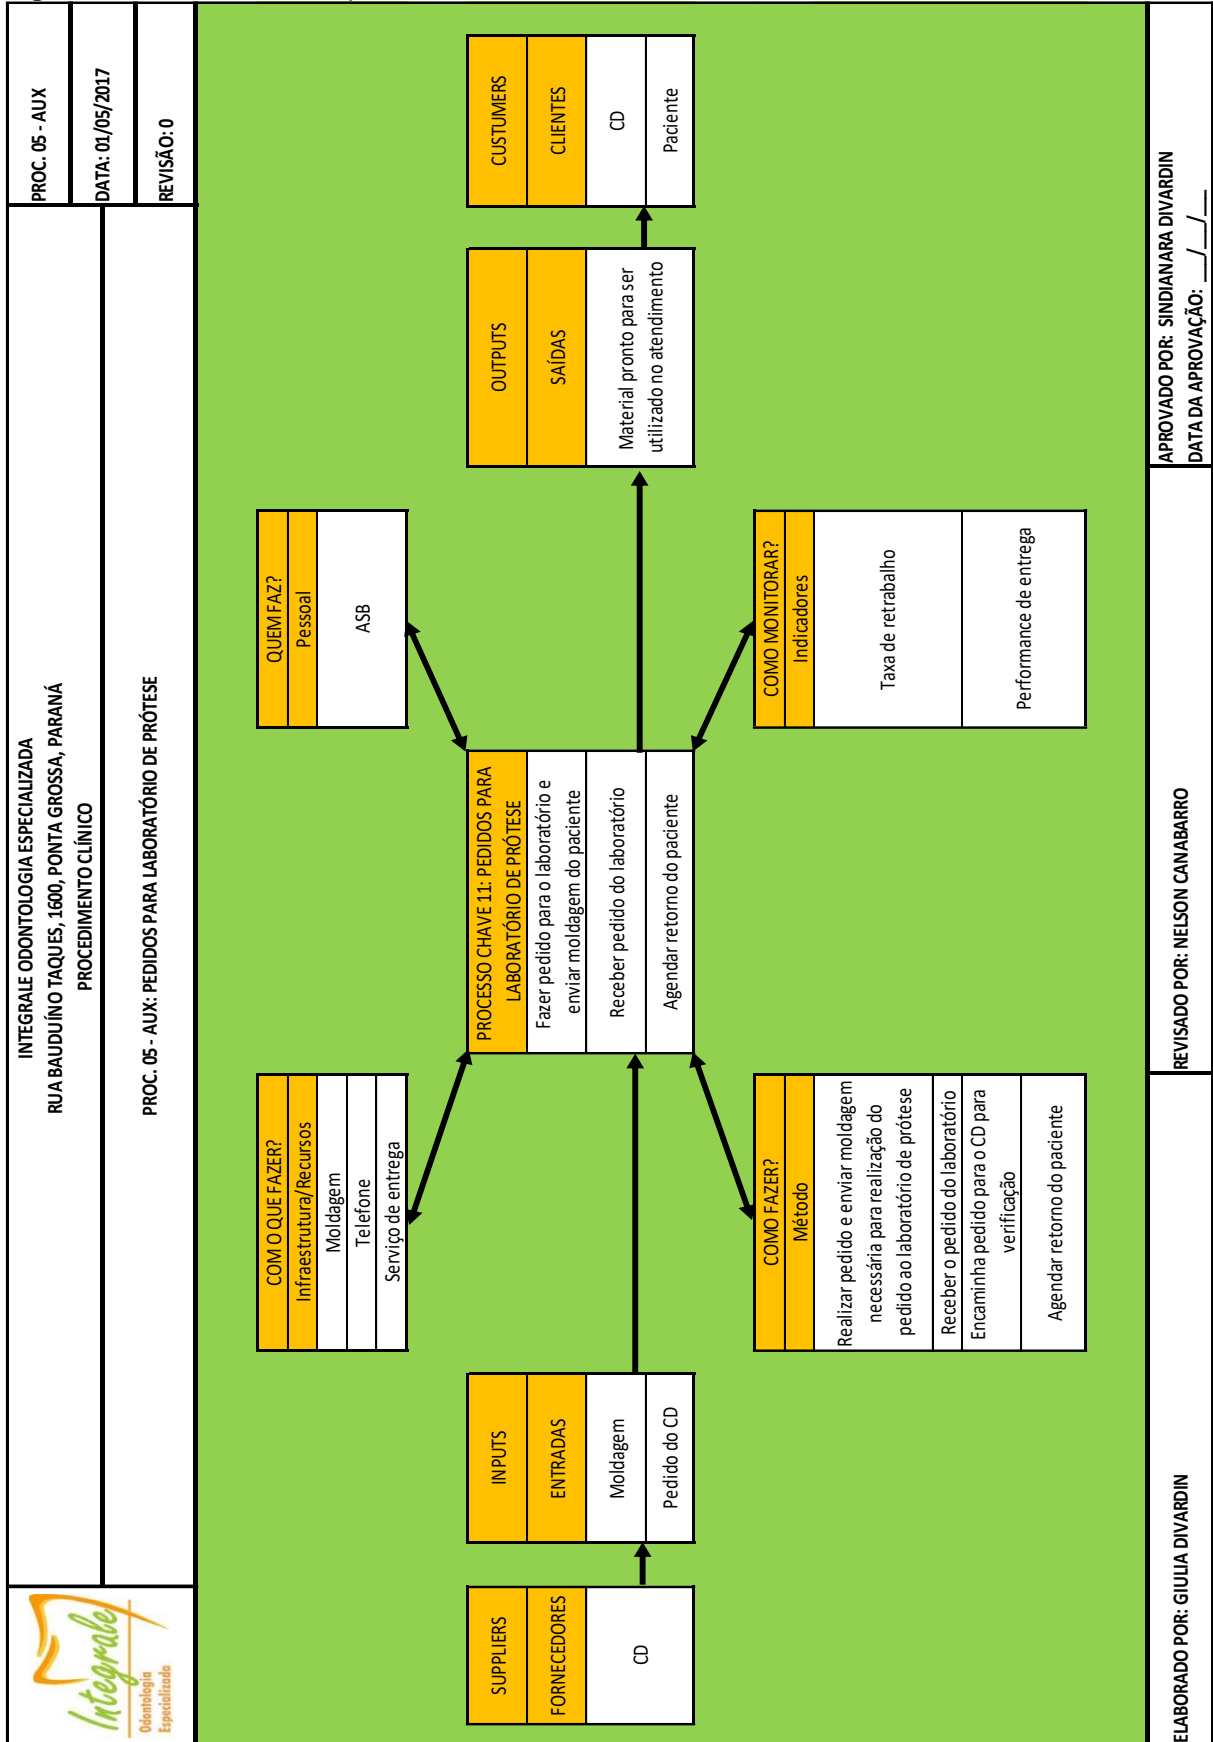 Integrale
Odontologia
Especializada
INTEGRALE ODONTOLOGIA ESPECIALIZADA
RUA BAUDUÍNO TAQUES, 1600, PONTA GROSSA, PARANÁ
PROCEDIMENTO CLÍNICO
PROC. 05 - AUX: PEDIDOS PARA LABORATÓRIO DE PRÓTESE
PROC. 05 - AUX
DATA: 01/05/2017
REVISÃO: 0
SUPPLIERS
FORNECEDORES
CD
INPUTS
ENTRADAS
Moldagem
Pedido do CD
COM O QUE FAZER?
Infraestrutura/Recursos
Moldagem
Telefone
Serviço de entrega
COMO FAZER?
Método
Realizar pedido e enviar moldagem
necessária para realização do
pedido ao laboratório de prótese
Receber o pedido do laboratório
Encaminha pedido para o CD para
verificação
Agendar retorno do paciente
PROCESSO CHAVE 11: PEDIDOS PARA
LABORATÓRIO DE PRÓTESE
Fazer pedido para o laboratório e
enviar moldagem do paciente
Receber pedido do laboratório
Agendar retorno do paciente
QUEM FAZ?
Pessoal
ASB
COMO MONITORAR?
Indicadores
Taxa de retrabalho
Performance de entrega
OUTPUTS
SAÍDAS
Material pronto para ser
utilizado no atendimento
CUSTUMERS
CLIENTES
CD
Paciente
ELABORADO POR: GIULIA DIVARDIN
REVISADO POR: NELSON CANABARRO
APROVADO POR: SINDIANARA DIVARDIN
DATA DA APROVAÇÃO: __/__/__